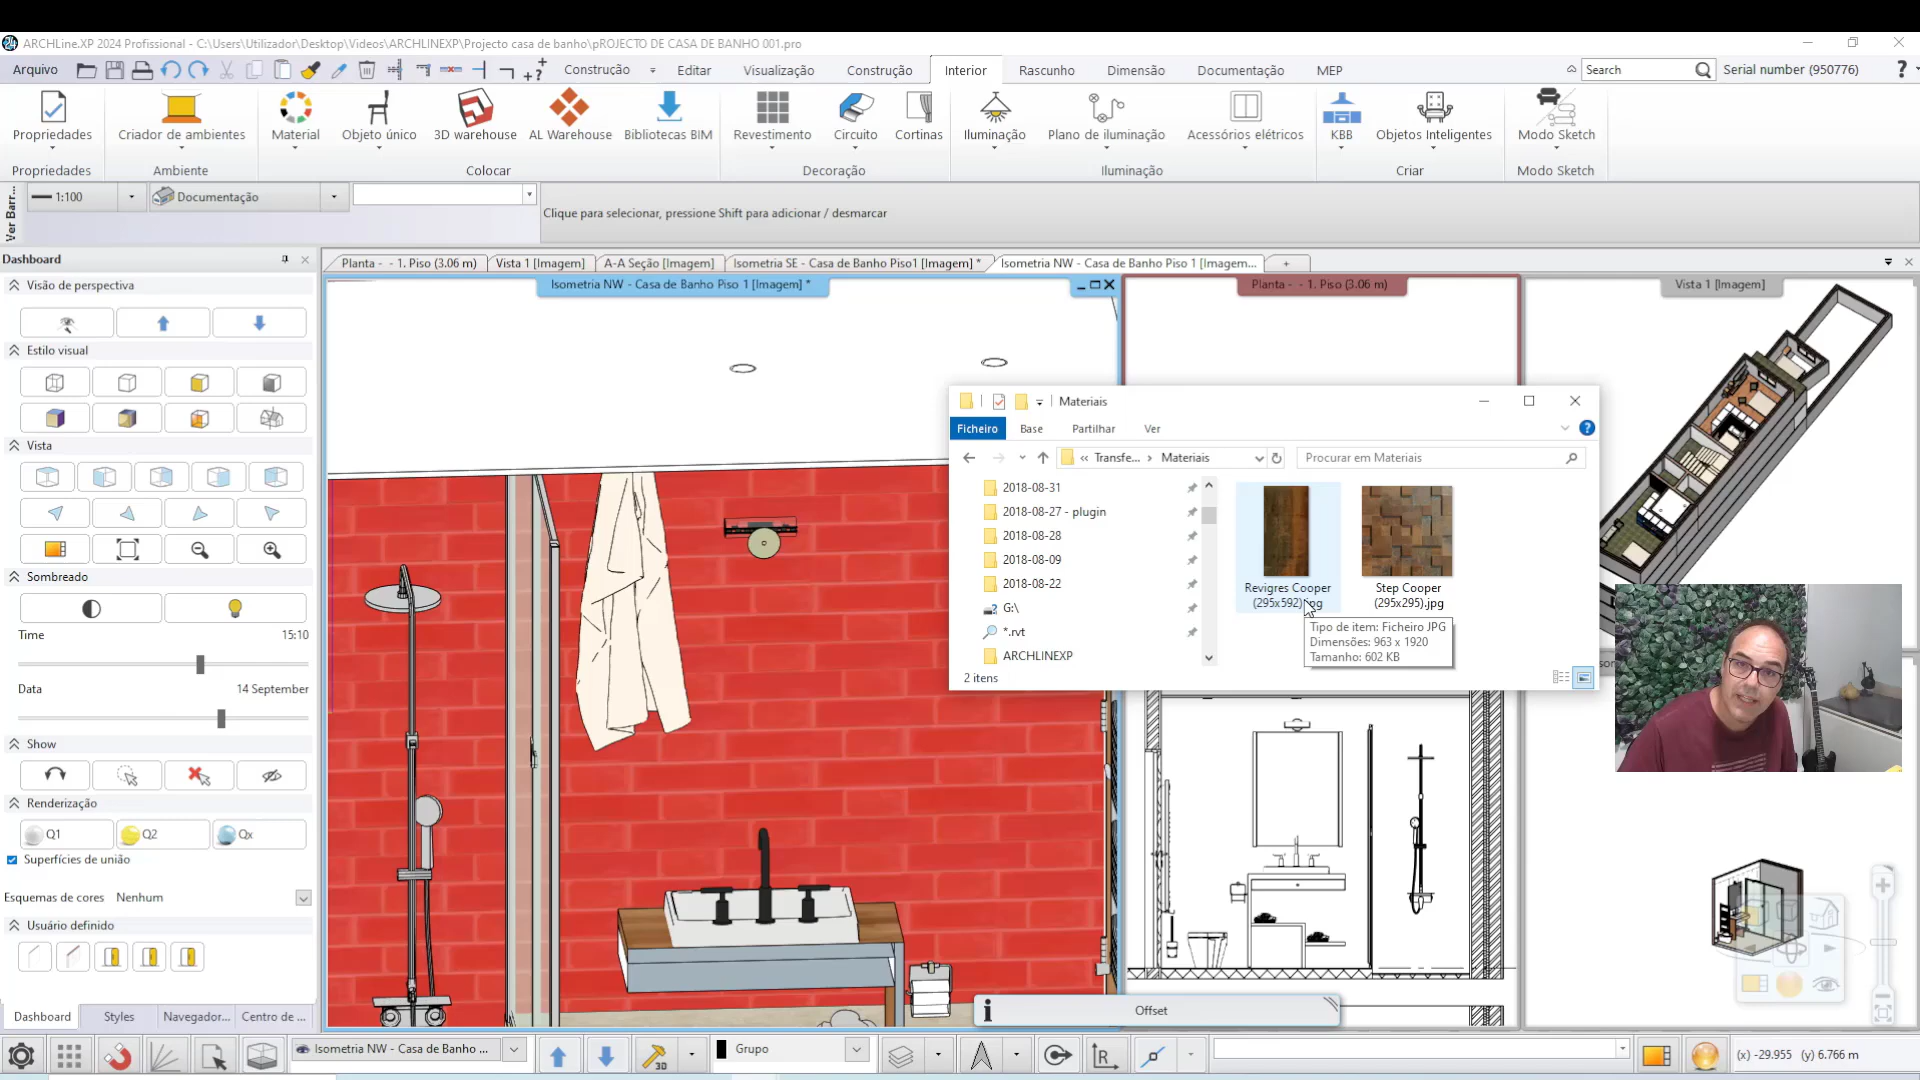 ARCHLine.XP 2024 Profissional - C:\Users\Utilizador\Desktop\Videos\ARCHLINEXP\Projecto casa de banho\pROJECTO DE CASA DE BANHO 001.pro
Arquivo
Construção
Editar
Visualização
Construção
Interior
Rascunho
Dimensão
Documentação
MEP
Search
Serial number (950776)
?
Propriedades
Criador de ambientes
Material
Objeto único
3D warehouse
AL Warehouse
Bibliotecas BIM
Revestimento
Circuito
Cortinas
Iluminação
Plano de iluminação
Acessórios elétricos
KBB
Objetos Inteligentes
Modo Sketch
Propriedades
Ambiente
Colocar
Decoração
Iluminação
Criar
Modo Sketch
Ver Barr...
1:100
Documentação
Clique para selecionar, pressione Shift para adicionar / desmarcar
Dashboard
Planta - - 1. Piso (3.06 m)
Vista 1 [Imagem]
A-A Seção [Imagem]
Isometria SE - Casa de Banho Piso1 [Imagem] *
Isometria NW - Casa de Banho Piso 1 [Imagem...
+
Isometria NW - Casa de Banho Piso 1 [Imagem] *
Planta - - 1. Piso (3.06 m)
Vista 1 [Imagem]
Visão de perspectiva
Estilo visual
Vista
Sombreado
Time
15:10
Data
14 September
Show
Renderização
Q1
Q2
Qx
Superfícies de união
Esquemas de cores
Nenhum
Usuário definido
Dashboard
Styles
Navegador...
Centro de ...
Materiais
Ficheiro
Base
Partilhar
Ver
?
« Transfe... › Materiais
Procurar em Materiais
2018-08-31
2018-08-27 - plugin
2018-08-28
2018-08-09
2018-08-22
G:\
*.rvt
ARCHLINEXP
Revigres Cooper
(295x592).jpg
Step Cooper
(295x295).jpg
Tipo de item: Ficheiro JPG
Dimensões: 963 x 1920
Tamanho: 602 KB
2 itens
Offset
Isometria NW - Casa de Banho ...
3D
Grupo
R
(x) -29.955 (y) 6.766 m